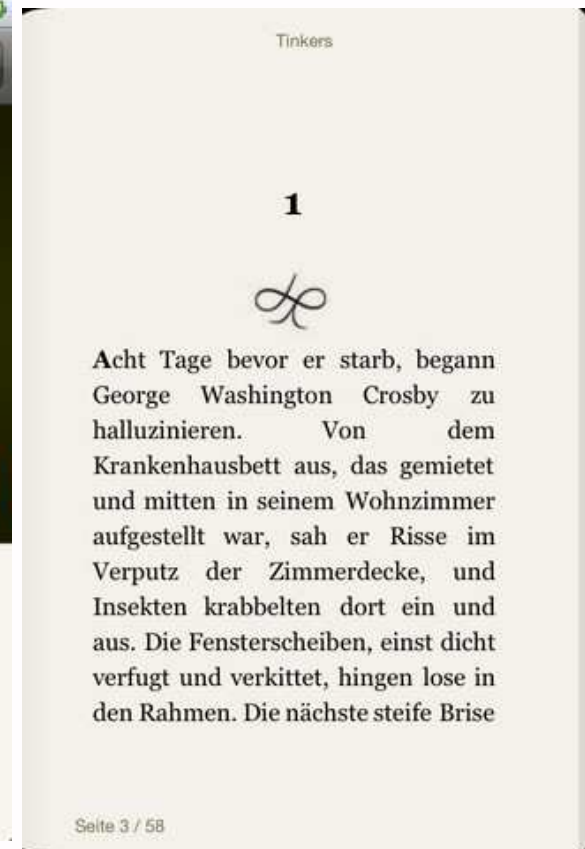 Tinkers
1
Acht Tage bevor er starb, begann
George Washington Crosby zu
halluzinieren. Von dem
Krankenhausbett aus, das gemietet
und mitten in seinem Wohnzimmer
aufgestellt war, sah er Risse im
Verputz der Zimmerdecke, und
Insekten krabbelten dort ein und
aus. Die Fensterscheiben, einst dicht
verfugt und verkittet, hingen lose in
den Rahmen. Die nächste steife Brise
Seite 3 / 58